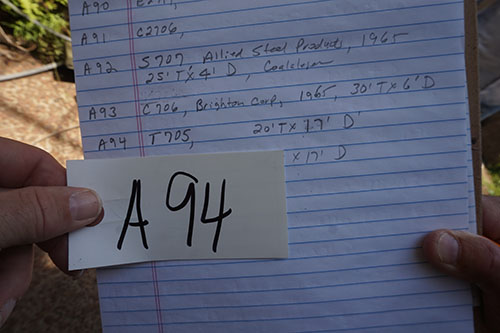 A90 E211,
A91 C2706,
A92 S707, Allied Steel Products, 1965
25' T X 4' D,
A93 C706, Brighton Corp, 1965, 30' T X 6' D
A94 T705, 20' T X 17' D
X 17' D
A94